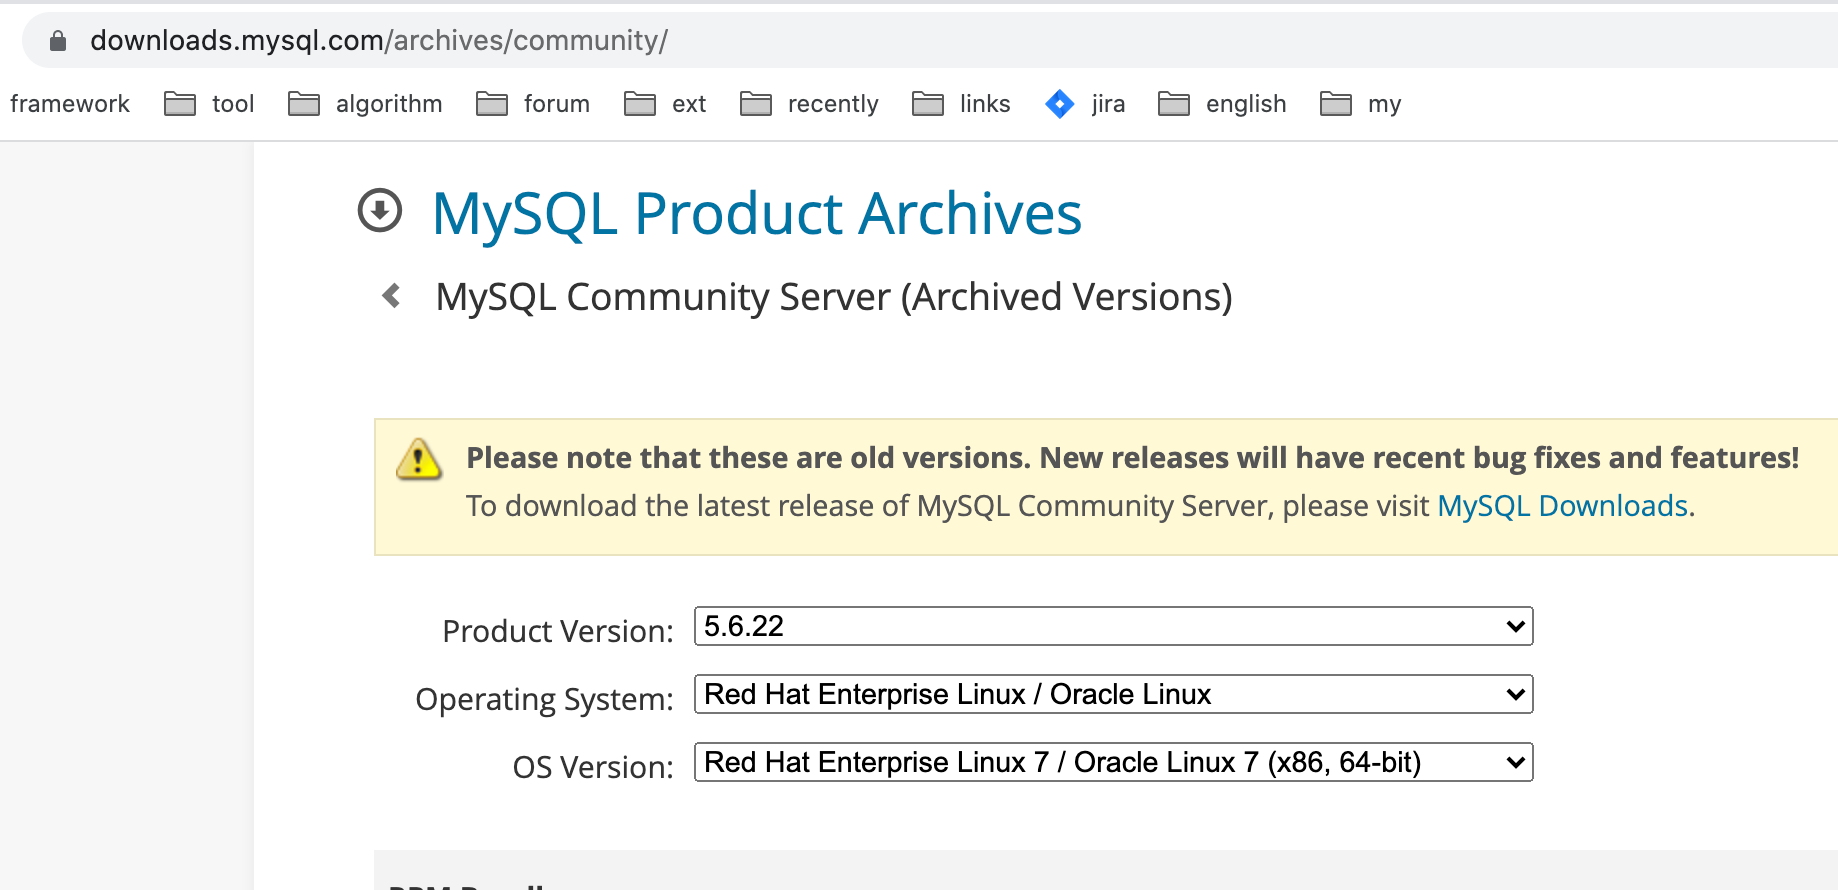 downloads.mysql.com/archives/community/
framework tool algorithm forum ext recently links jira english my
MySQL Product Archives
MySQL Community Server (Archived Versions)
Please note that these are old versions. New releases will have recent bug fixes and features!
To download the latest release of MySQL Community Server, please visit MySQL Downloads.
Product Version: 5.6.22
Operating System: Red Hat Enterprise Linux / Oracle Linux
OS Version: Red Hat Enterprise Linux 7 / Oracle Linux 7 (x86, 64-bit)